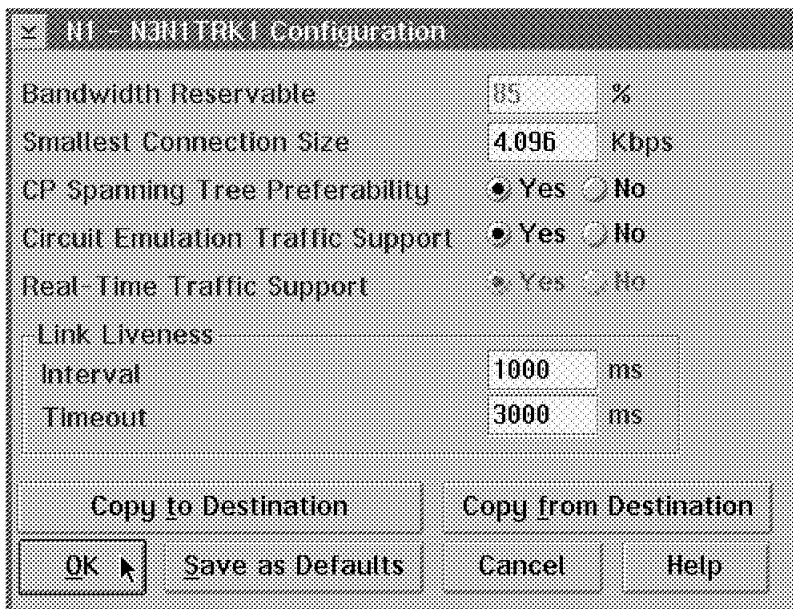 N1 - N3N1TRK1 Configuration
Bandwidth Reservable 85 %
Smallest Connection Size 4.096 Kbps
CP Spanning Tree Preferability Yes No
Circuit Emulation Traffic Support Yes No
Real-Time Traffic Support Yes No
Link Liveness
Interval 1000 ms
Timeout 3000 ms
Copy to Destination Copy from Destination
OK Save as Defaults Cancel Help